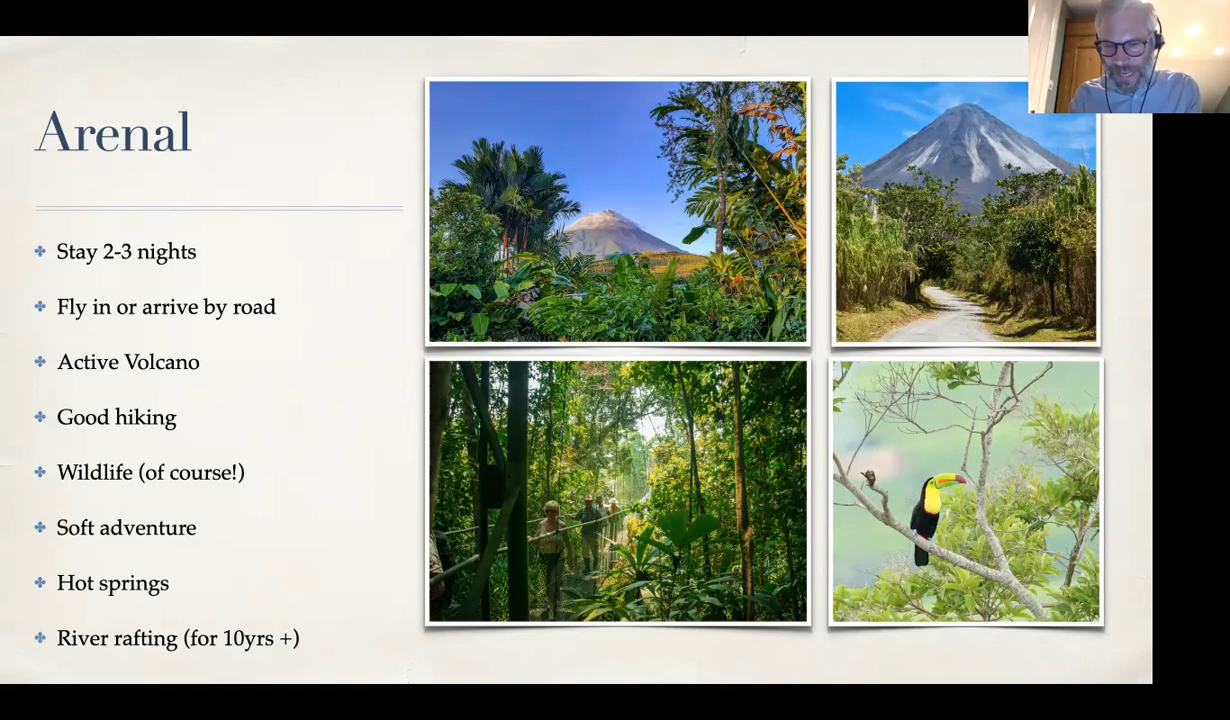 Arenal
Stay 2-3 nights
Fly in or arrive by road
Active Volcano
Good hiking
Wildlife (of course!)
Soft adventure
Hot springs
River rafting (for 10yrs +)